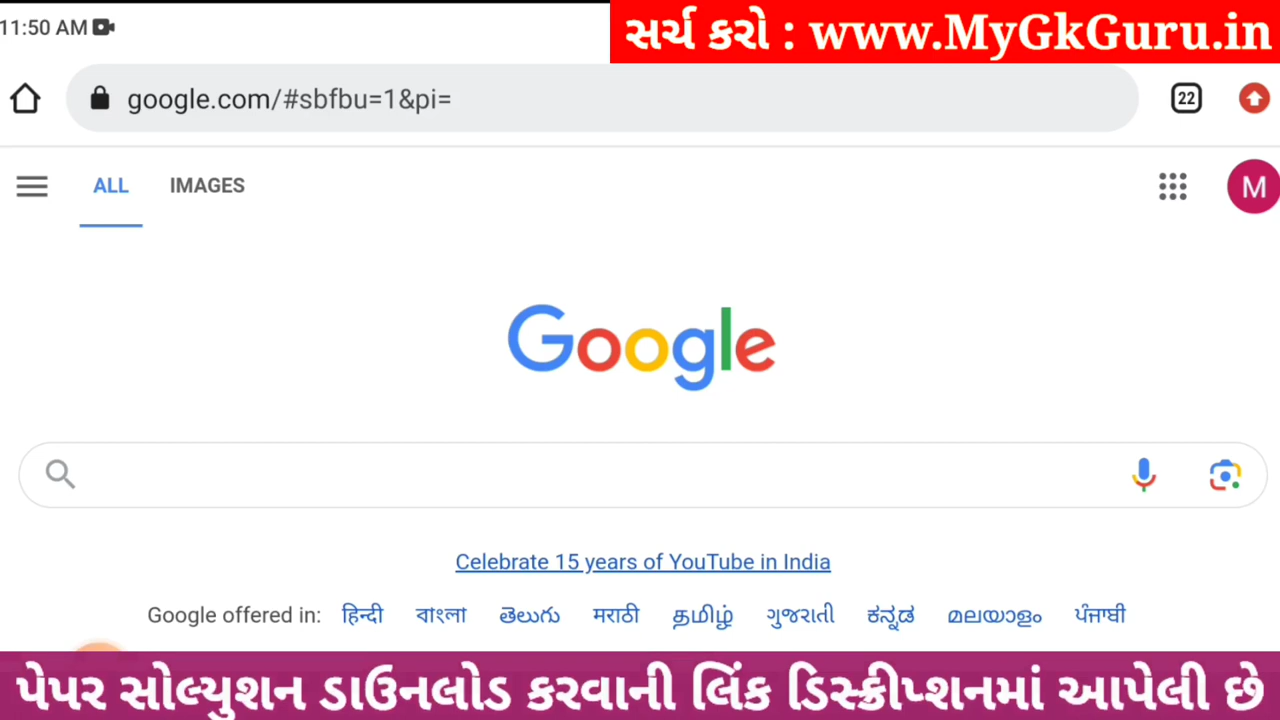 11:50 AM
સર્ચ કરો : www.MyGkGuru.in
google.com/#sbfbu=1&pi=
22
ALL IMAGES
M
Google
Celebrate 15 years of YouTube in India
Google offered in: हिन्दी বাংলা తెలుగు मराठी தமிழ் ગુજરાતી ಕನ್ನಡ മലയാളം ਪੰਜਾਬੀ
પેપર સોલ્યુશન ડાઉનલોડ કરવાની લિંક ડિસ્ક્રીપ્શનમાં આપેલી છે